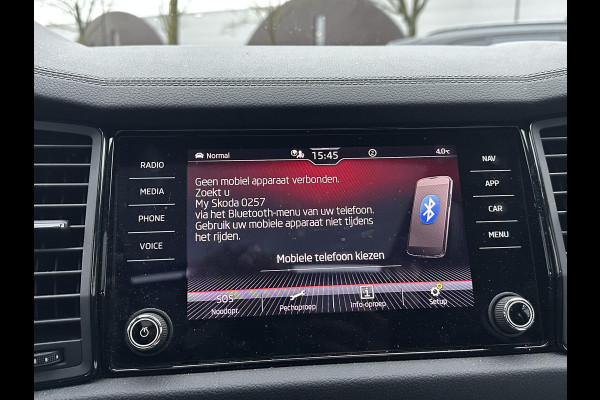 Normal
15:45
2
4.0°C
RADIO
MEDIA
PHONE
VOICE
Geen mobiel apparaat verbonden.
Zoekt u
My Skoda 0257
via het Bluetooth-menu van uw telefoon.
Gebruik uw mobiele apparaat niet tijdens
het rijden.
Mobiele telefoon kiezen
SOS
Noodopr.
Pechoproep
Info-oproep
Setup
NAV
APP
CAR
MENU